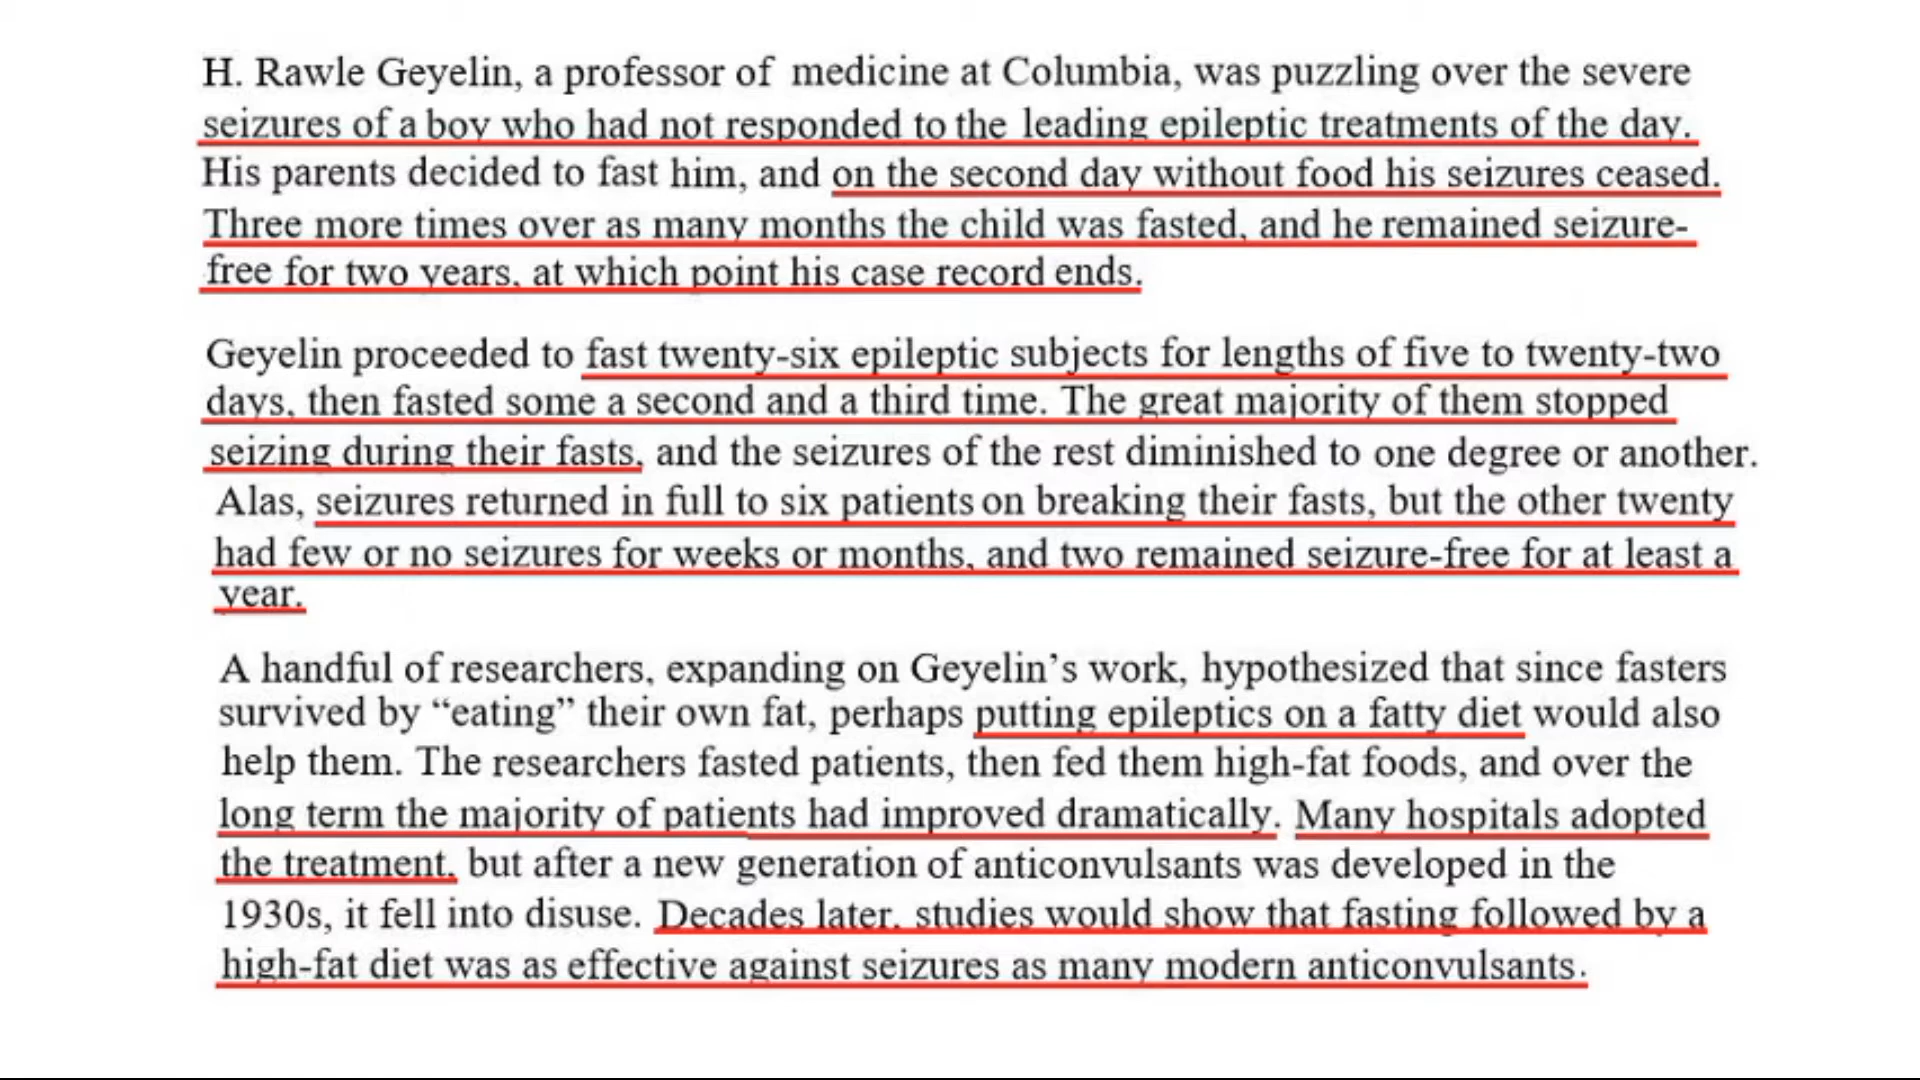 H. Rawle Geyelin, a professor of medicine at Columbia, was puzzling over the severe
seizures of a boy who had not responded to the leading epileptic treatments of the day.
His parents decided to fast him, and on the second day without food his seizures ceased.
Three more times over as many months the child was fasted, and he remained seizure-
free for two years, at which point his case record ends.
Geyelin proceeded to fast twenty-six epileptic subjects for lengths of five to twenty-two
days, then fasted some a second and a third time. The great majority of them stopped
seizing during their fasts, and the seizures of the rest diminished to one degree or another.
Alas, seizures returned in full to six patients on breaking their fasts, but the other twenty
had few or no seizures for weeks or months, and two remained seizure-free for at least a
year.
A handful of researchers, expanding on Geyelin’s work, hypothesized that since fasters
survived by “eating” their own fat, perhaps putting epileptics on a fatty diet would also
help them. The researchers fasted patients, then fed them high-fat foods, and over the
long term the majority of patients had improved dramatically. Many hospitals adopted
the treatment, but after a new generation of anticonvulsants was developed in the
1930s, it fell into disuse. Decades later, studies would show that fasting followed by a
high-fat diet was as effective against seizures as many modern anticonvulsants.